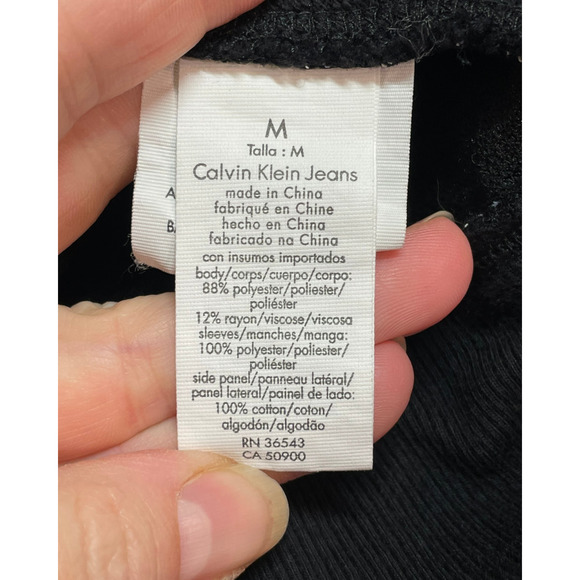 M
Talla : M
Calvin Klein Jeans
made in China
fabriqué en Chine
hecho en China
fabricado na China
con insumos importados
body/corps/cuerpo/corpo:
88% polyester/poliester/
poliéster
12% rayon/viscose/viscosa
sleeves/manches/manga:
100% polyester/poliester/
poliéster
side panel/panneau latéral/
panel lateral/painel de lado:
100% cotton/coton/
algodón/algodão
RN 36543
CA 50900